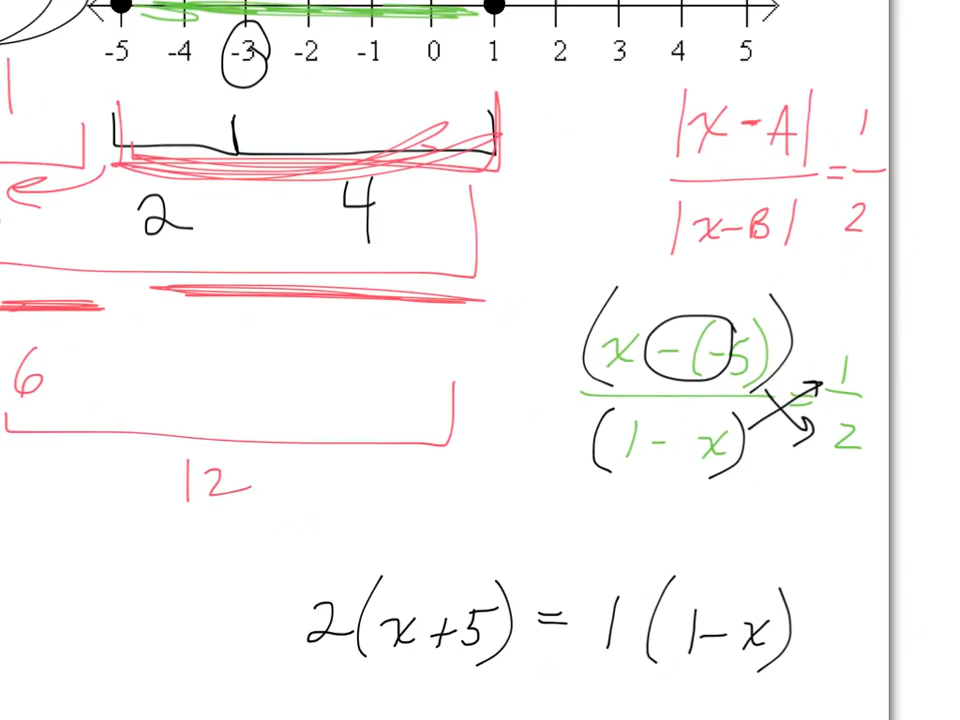 -5 -4 -3 -2 -1 0 1 2 3 4 5
|x - A| / |x - B| = 1/2
2 4
(x - (-5)) / (1 - x) = 1/2
6
12
2(x+5) = 1(1-x)